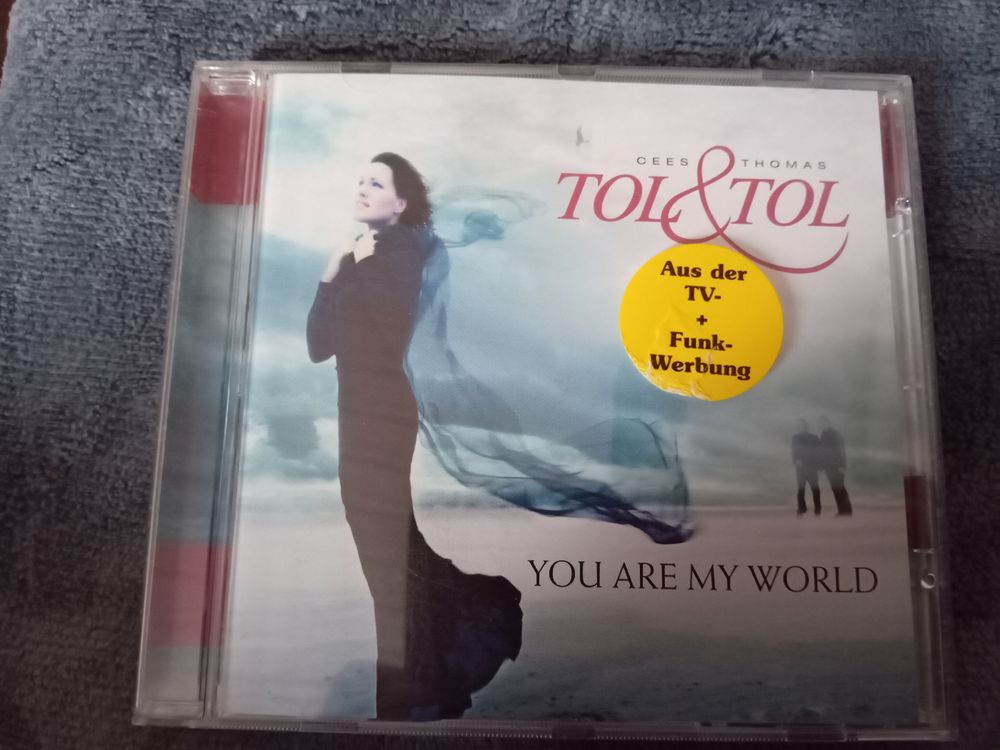 CEES THOMAS
TOL & TOL
Aus der
TV-
+
Funk-
Werbung
YOU ARE MY WORLD